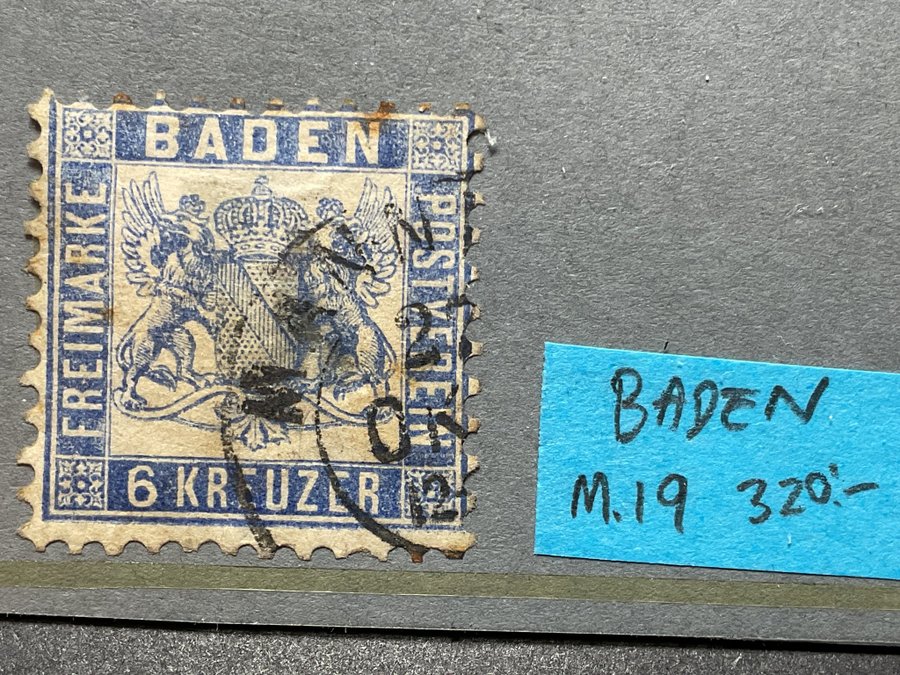 BADEN
FREIMARKE
POSTVEREIN
6 KREUZER
BADEN
M.19 320:-